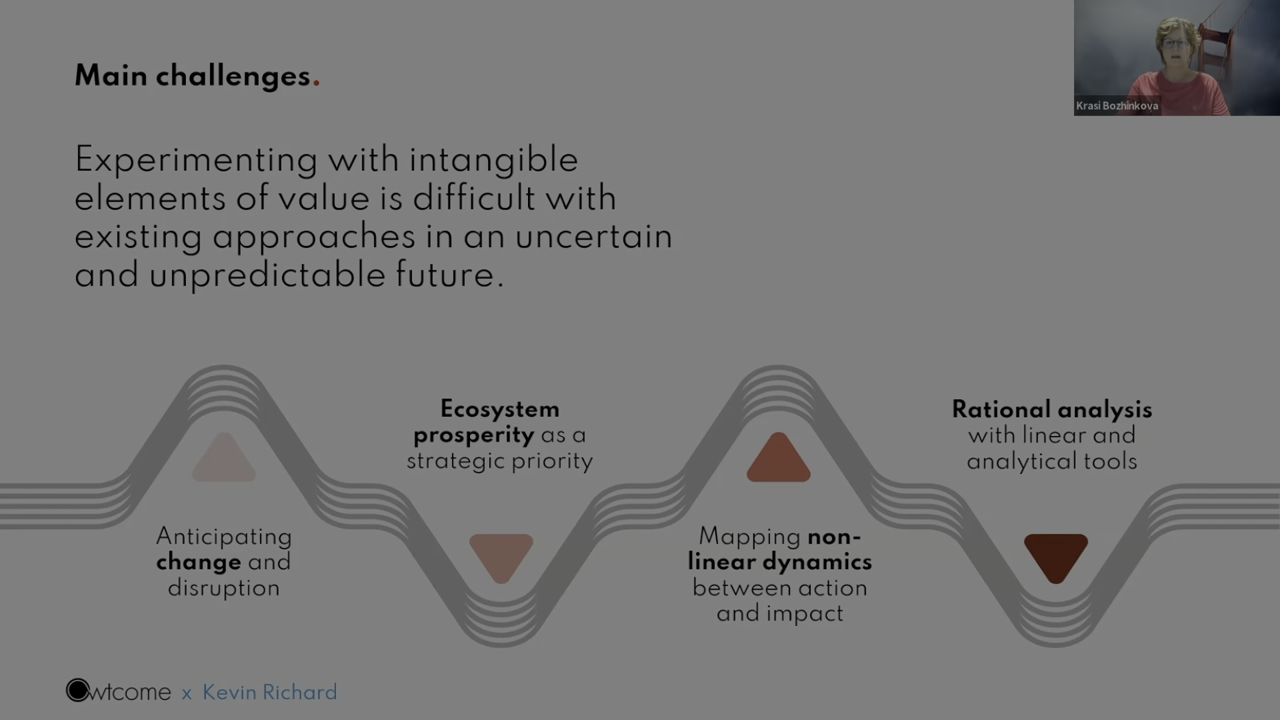 Main challenges.
Krasi Bozhinkova
Experimenting with intangible
elements of value is difficult with
existing approaches in an uncertain
and unpredictable future.
Anticipating
change and
disruption
Ecosystem
prosperity as a
strategic priority
Mapping non-
linear dynamics
between action
and impact
Rational analysis
with linear and
analytical tools
Owtcome x Kevin Richard